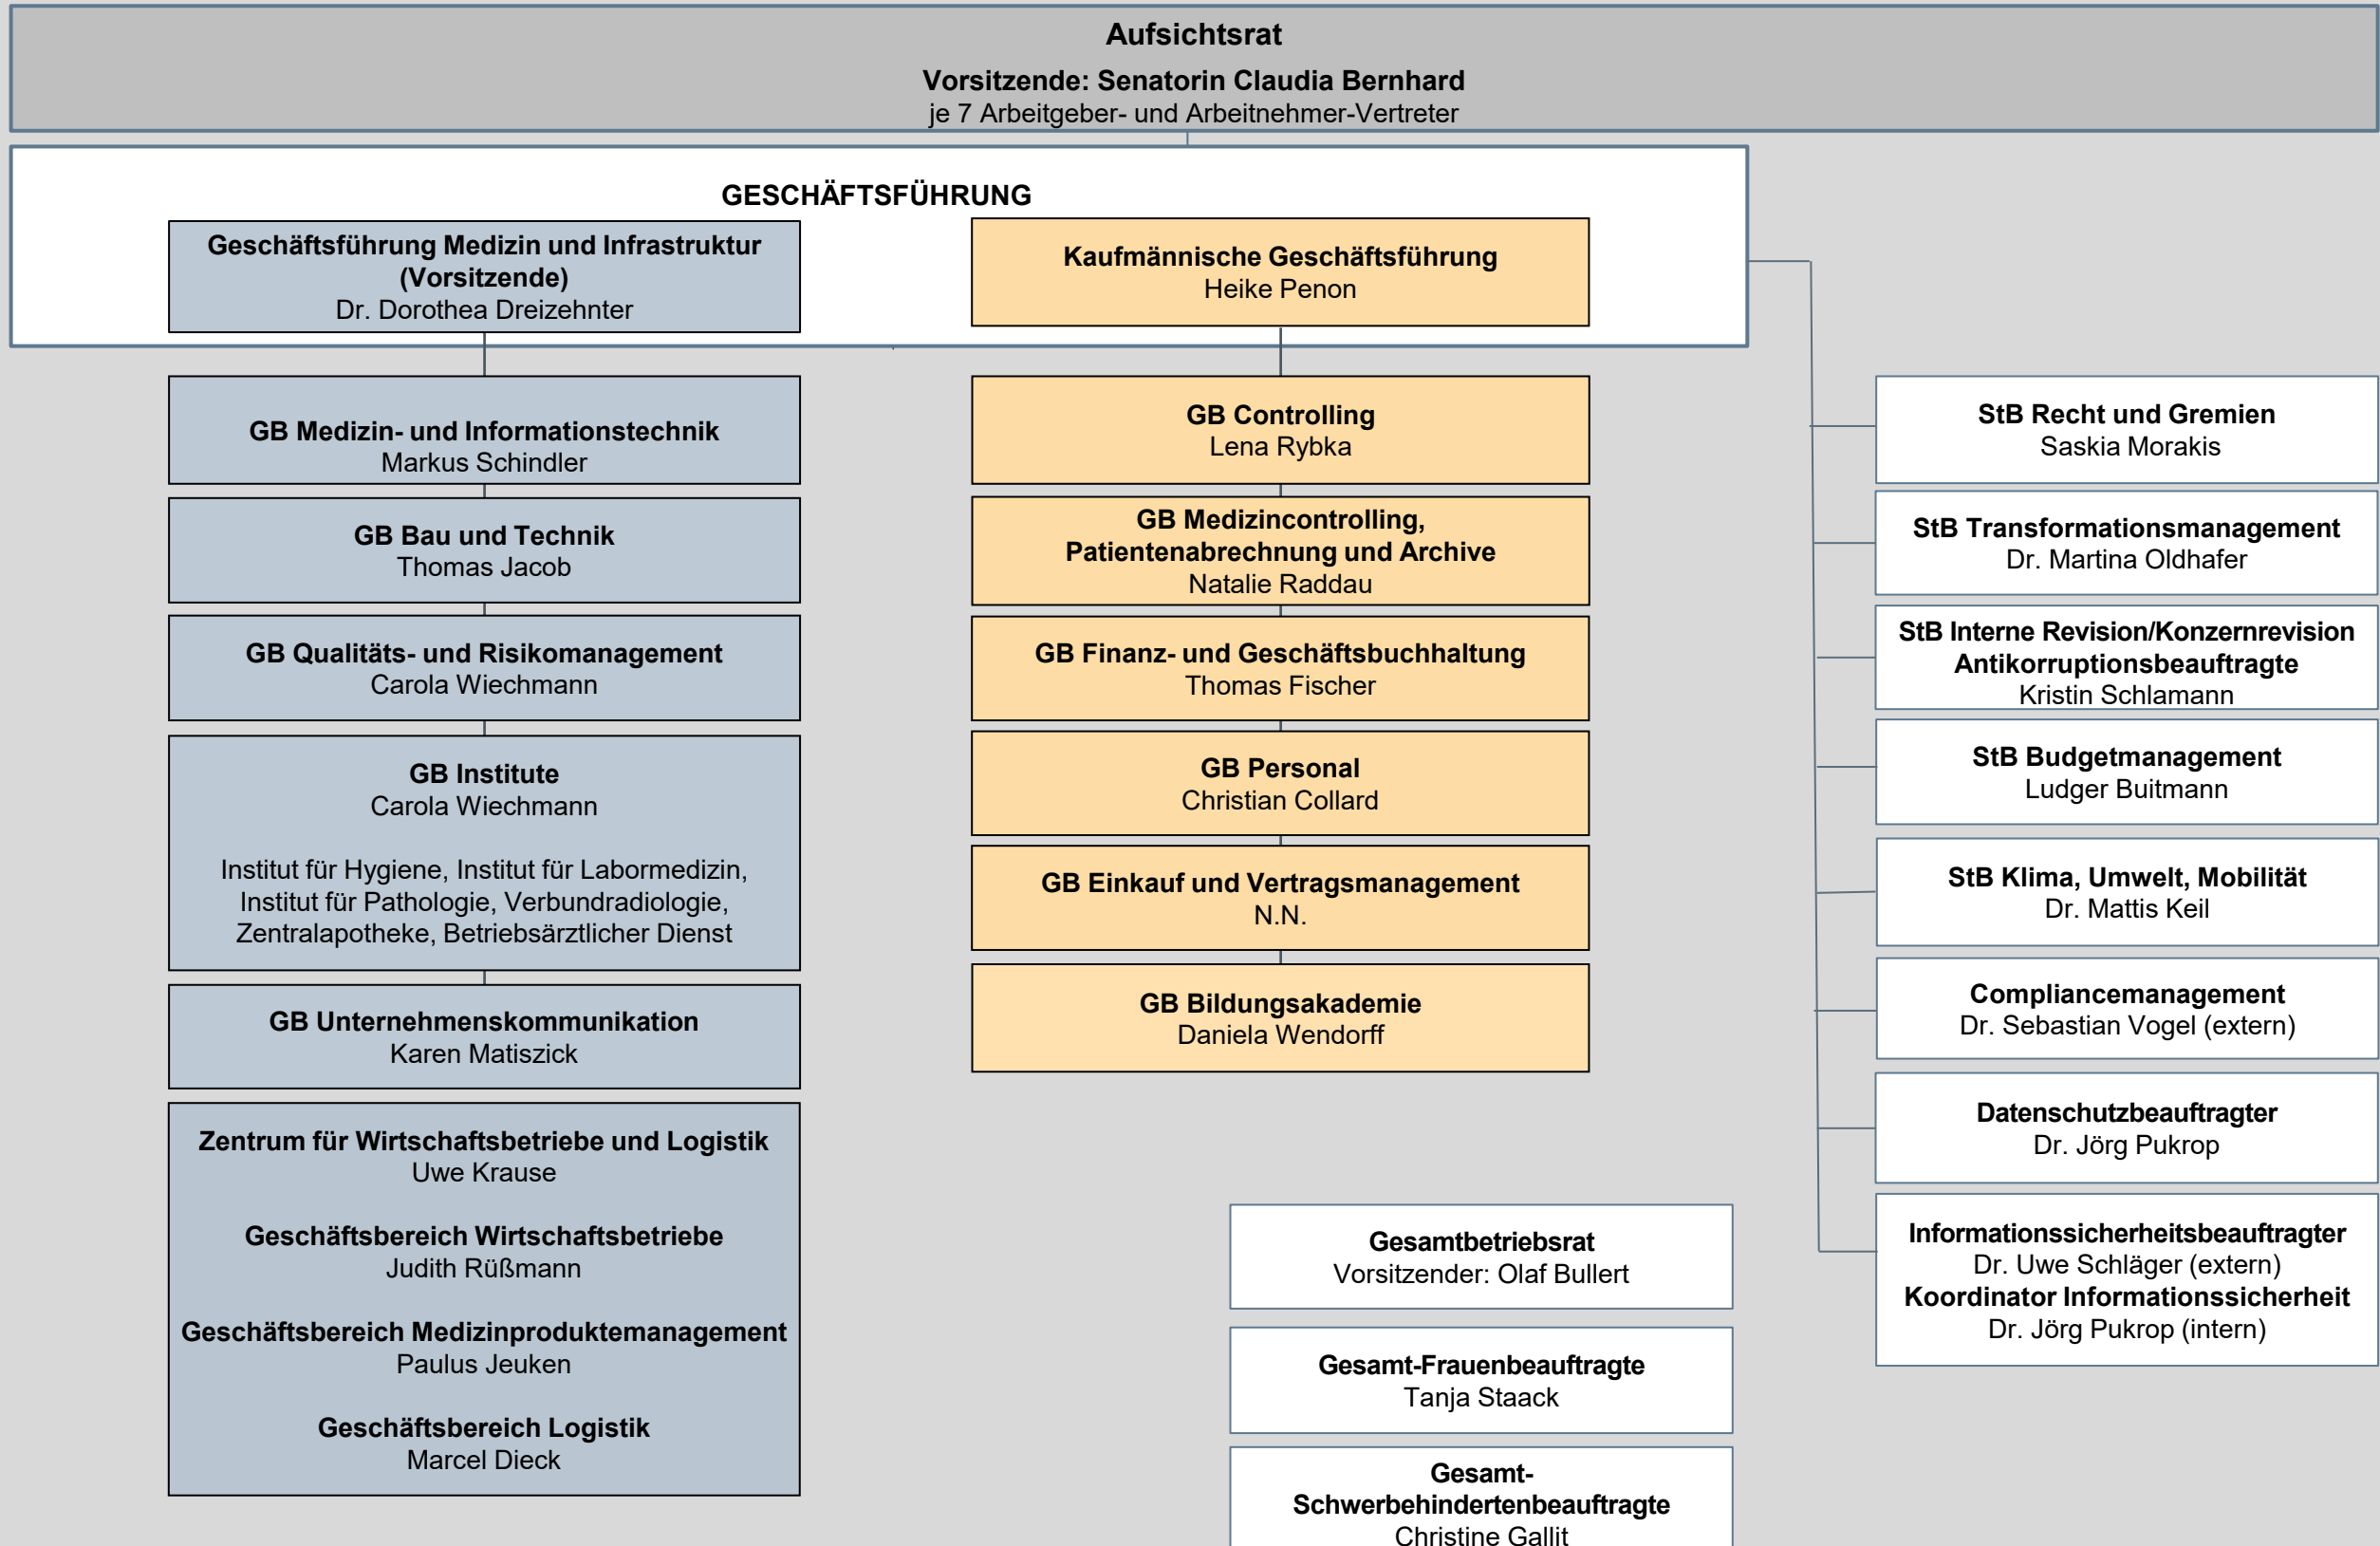 Aufsichtsrat
Vorsitzende: Senatorin Claudia Bernhard
je 7 Arbeitgeber- und Arbeitnehmer-Vertreter
GESCHÄFTSFÜHRUNG
Geschäftsführung Medizin und Infrastruktur
(Vorsitzende)
Dr. Dorothea Dreizehnter
Kaufmännische Geschäftsführung
Heike Penon
GB Medizin- und Informationstechnik
Markus Schindler
GB Bau und Technik
Thomas Jacob
GB Qualitäts- und Risikomanagement
Carola Wiechmann
GB Institute
Carola Wiechmann
Institut für Hygiene, Institut für Labormedizin,
Institut für Pathologie, Verbundradiologie,
Zentralapotheke, Betriebsärztlicher Dienst
GB Unternehmenskommunikation
Karen Matiszick
Zentrum für Wirtschaftsbetriebe und Logistik
Uwe Krause
Geschäftsbereich Wirtschaftsbetriebe
Judith Rüßmann
Geschäftsbereich Medizinproduktemanagement
Paulus Jeuken
Geschäftsbereich Logistik
Marcel Dieck
GB Controlling
Lena Rybka
GB Medizincontrolling,
Patientenabrechnung und Archive
Natalie Raddau
GB Finanz- und Geschäftsbuchhaltung
Thomas Fischer
GB Personal
Christian Collard
GB Einkauf und Vertragsmanagement
N.N.
GB Bildungsakademie
Daniela Wendorff
Gesamtbetriebsrat
Vorsitzender: Olaf Bullert
Gesamt-Frauenbeauftragte
Tanja Staack
Gesamt-
Schwerbehindertenbeauftragte
Christine Gallit
StB Recht und Gremien
Saskia Morakis
StB Transformationsmanagement
Dr. Martina Oldhafer
StB Interne Revision/Konzernrevision
Antikorruptionsbeauftragte
Kristin Schlamann
StB Budgetmanagement
Ludger Buitmann
StB Klima, Umwelt, Mobilität
Dr. Mattis Keil
Compliancemanagement
Dr. Sebastian Vogel (extern)
Datenschutzbeauftragter
Dr. Jörg Pukrop
Informationssicherheitsbeauftragter
Dr. Uwe Schläger (extern)
Koordinator Informationssicherheit
Dr. Jörg Pukrop (intern)